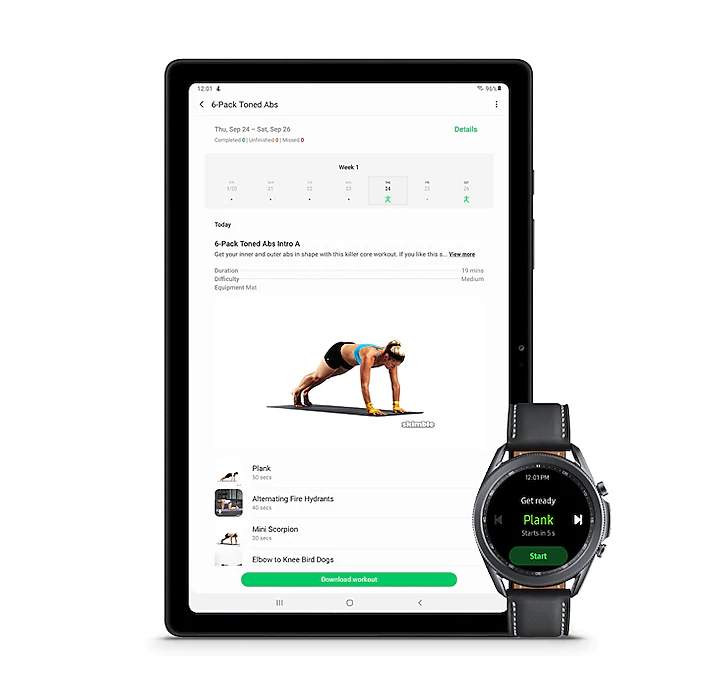 12:01
96%
6-Pack Toned Abs
Thu, Sep 24 – Sat, Sep 26
Details
Completed 0 | Unfinished 0 | Missed 0
Week 1
SUN MON TUE WED THU FRI SAT
21 22 23 24 25 26
Today
6-Pack Toned Abs Intro A
Get your inner and outer abs in shape with this killer core workout. If you like this s... View more
Duration 19 mins
Difficulty Medium
Equipment Mat
skimble
Plank
50 secs
Alternating Fire Hydrants
40 secs
Mini Scorpion
30 secs
Elbow to Knee Bird Dogs
Download workout
12:01 PM
Get ready
Plank
Starts in 5 s
Start